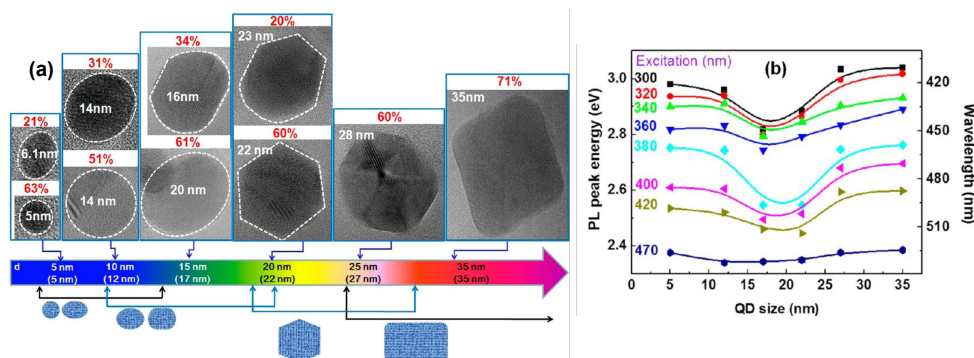 (a)
21%
6.1nm
63%
5nm
31%
14nm
51%
14 nm
34%
16nm
61%
20 nm
20%
23 nm
60%
22 nm
60%
28 nm
71%
35nm
d 5 nm 10 nm 15 nm 20 nm 25 nm 35 nm
(5 nm) (12 nm) (17 nm) (22 nm) (27 nm) (35 nm)
(b)
Excitation (nm)
300
320
340
360
380
400
420
470
PL peak energy (eV)
3.0
2.8
2.6
2.4
Wavelength (nm)
420
450
480
510
5 10 15 20 25 30 35
QD size (nm)